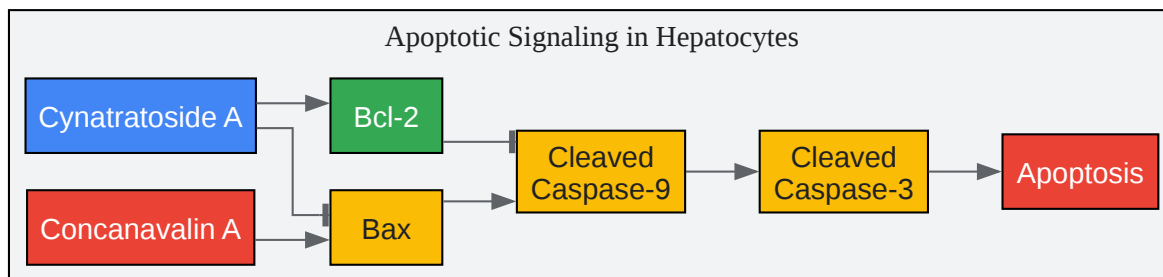 Apoptotic Signaling in Hepatocytes
Cynatratoside A
Bcl-2
Cleaved
Caspase-9
Cleaved
Caspase-3
Apoptosis
Concanavalin A
Bax